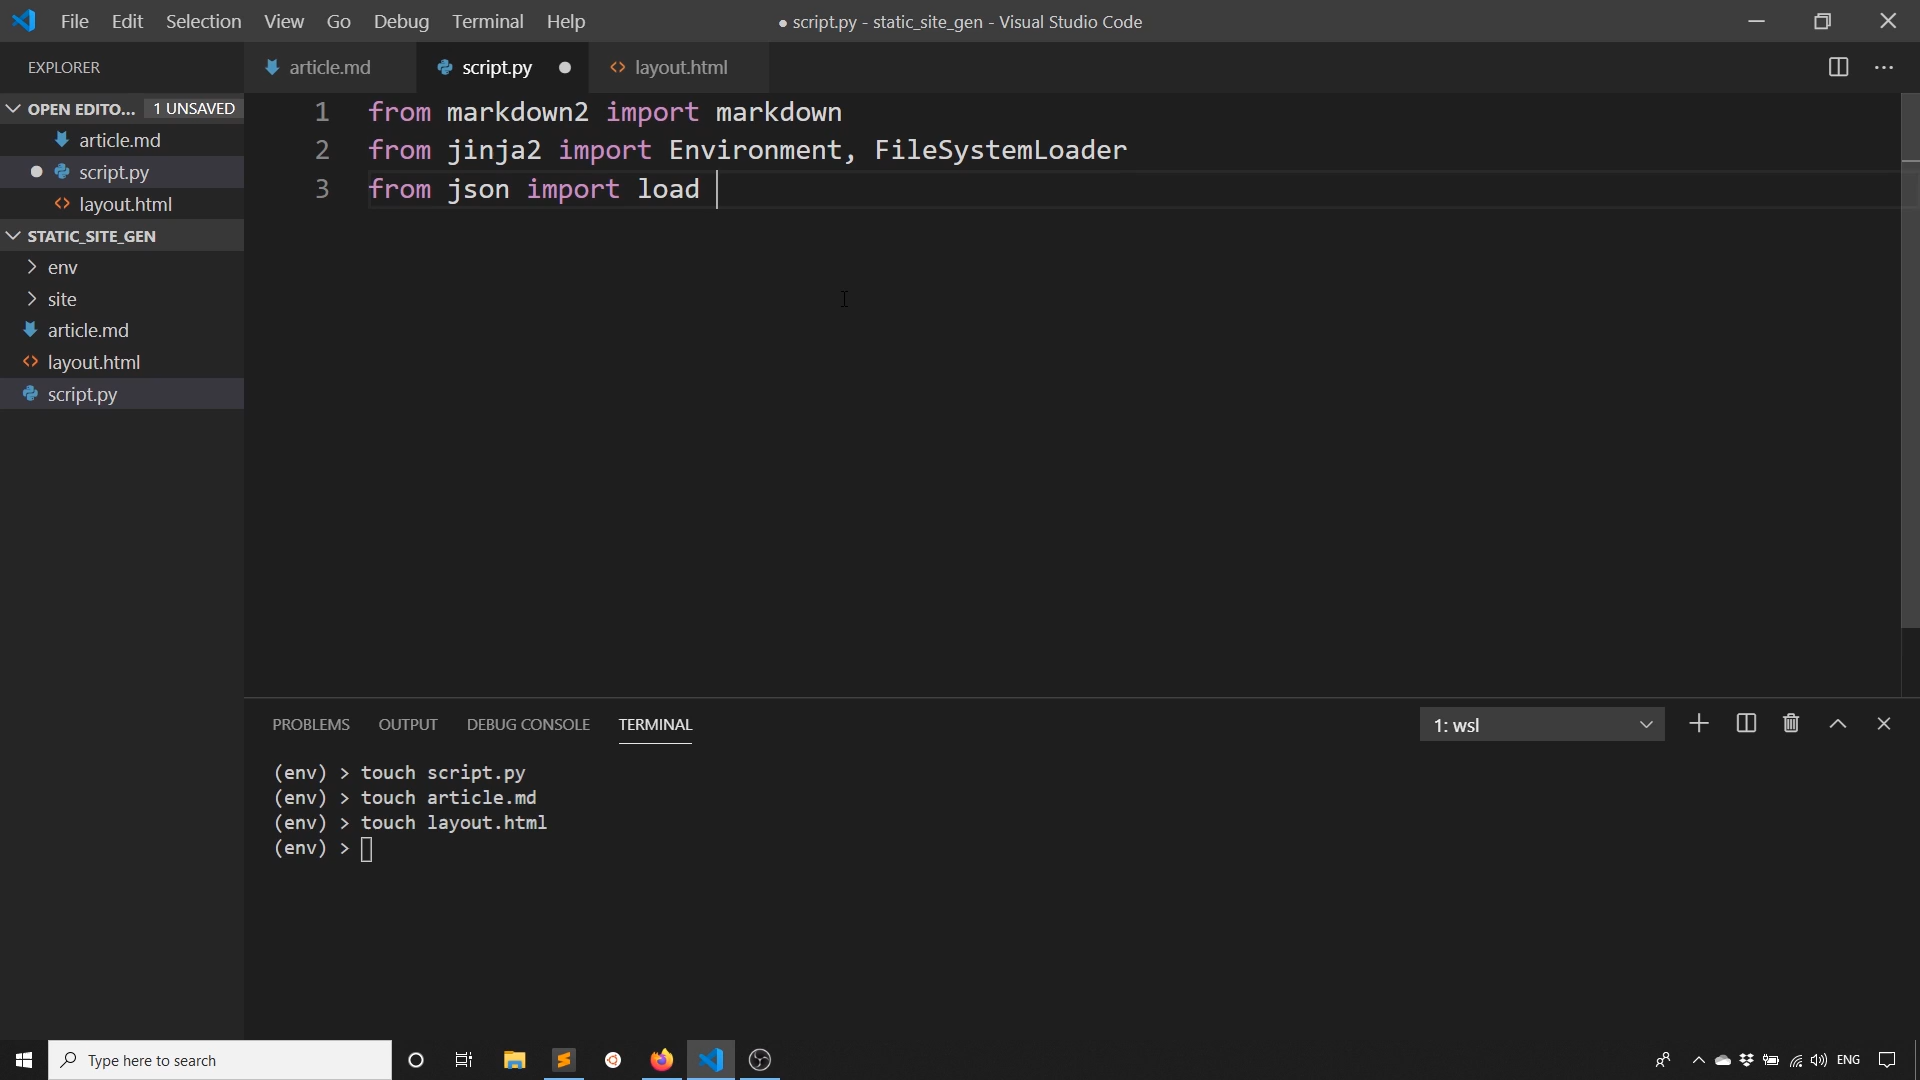 File Edit Selection View Go Debug Terminal Help ● script.py - static_site_gen - Visual Studio Code
EXPLORER
article.md script.py layout.html
OPEN EDITO... 1 UNSAVED
article.md
script.py
layout.html
STATIC_SITE_GEN
env
site
article.md
layout.html
script.py
1 from markdown2 import markdown
2 from jinja2 import Environment, FileSystemLoader
3 from json import load
PROBLEMS OUTPUT DEBUG CONSOLE TERMINAL 1: wsl
(env) > touch script.py
(env) > touch article.md
(env) > touch layout.html
(env) >
Type here to search ENG